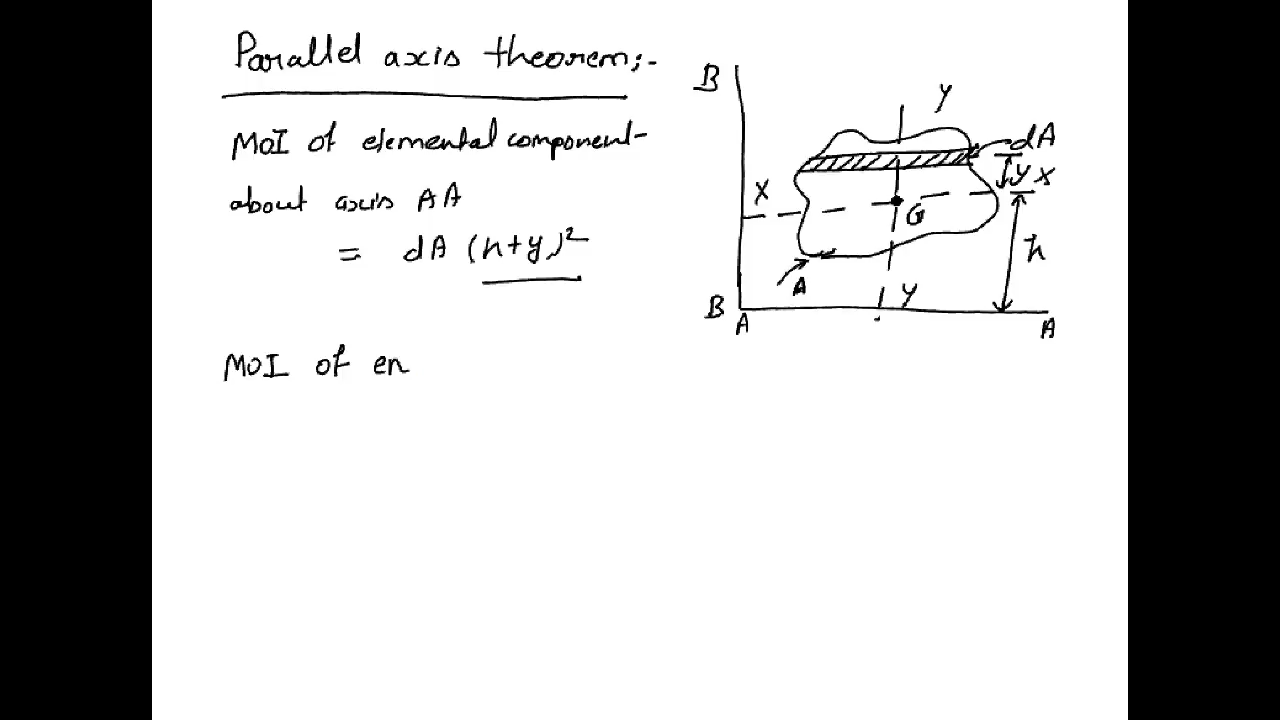 Parallel axis theorem:-
MOI of elemental component
about axis AA
= dA (h+y)²
MOI of en
B
Y
dA
y
X
X
G
h
A
Y
B
A
A